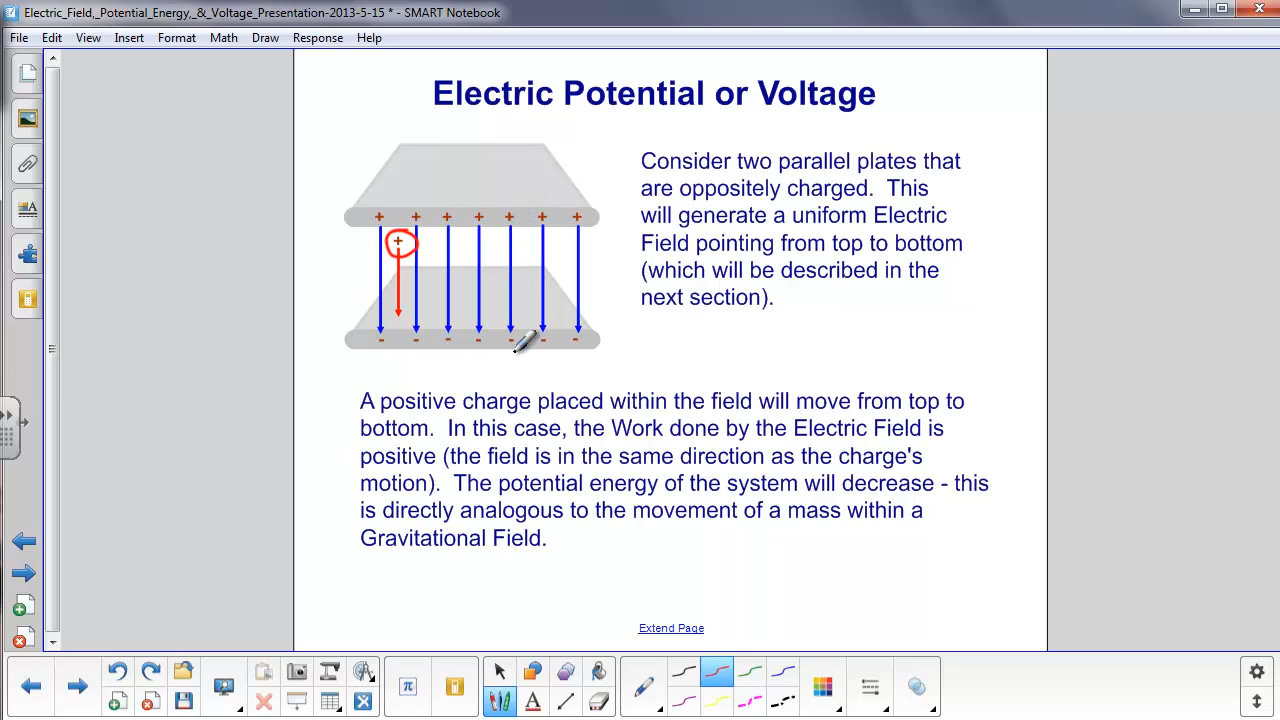 Electric_Field,_Potential_Energy,_&_Voltage_Presentation-2013-5-15 * - SMART Notebook
File Edit View Insert Format Math Draw Response Help
Electric Potential or Voltage
+ + + + + + +
+
- - - - - - -
Consider two parallel plates that
are oppositely charged. This
will generate a uniform Electric
Field pointing from top to bottom
(which will be described in the
next section).
A positive charge placed within the field will move from top to
bottom. In this case, the Work done by the Electric Field is
positive (the field is in the same direction as the charge's
motion). The potential energy of the system will decrease - this
is directly analogous to the movement of a mass within a
Gravitational Field.
Extend Page